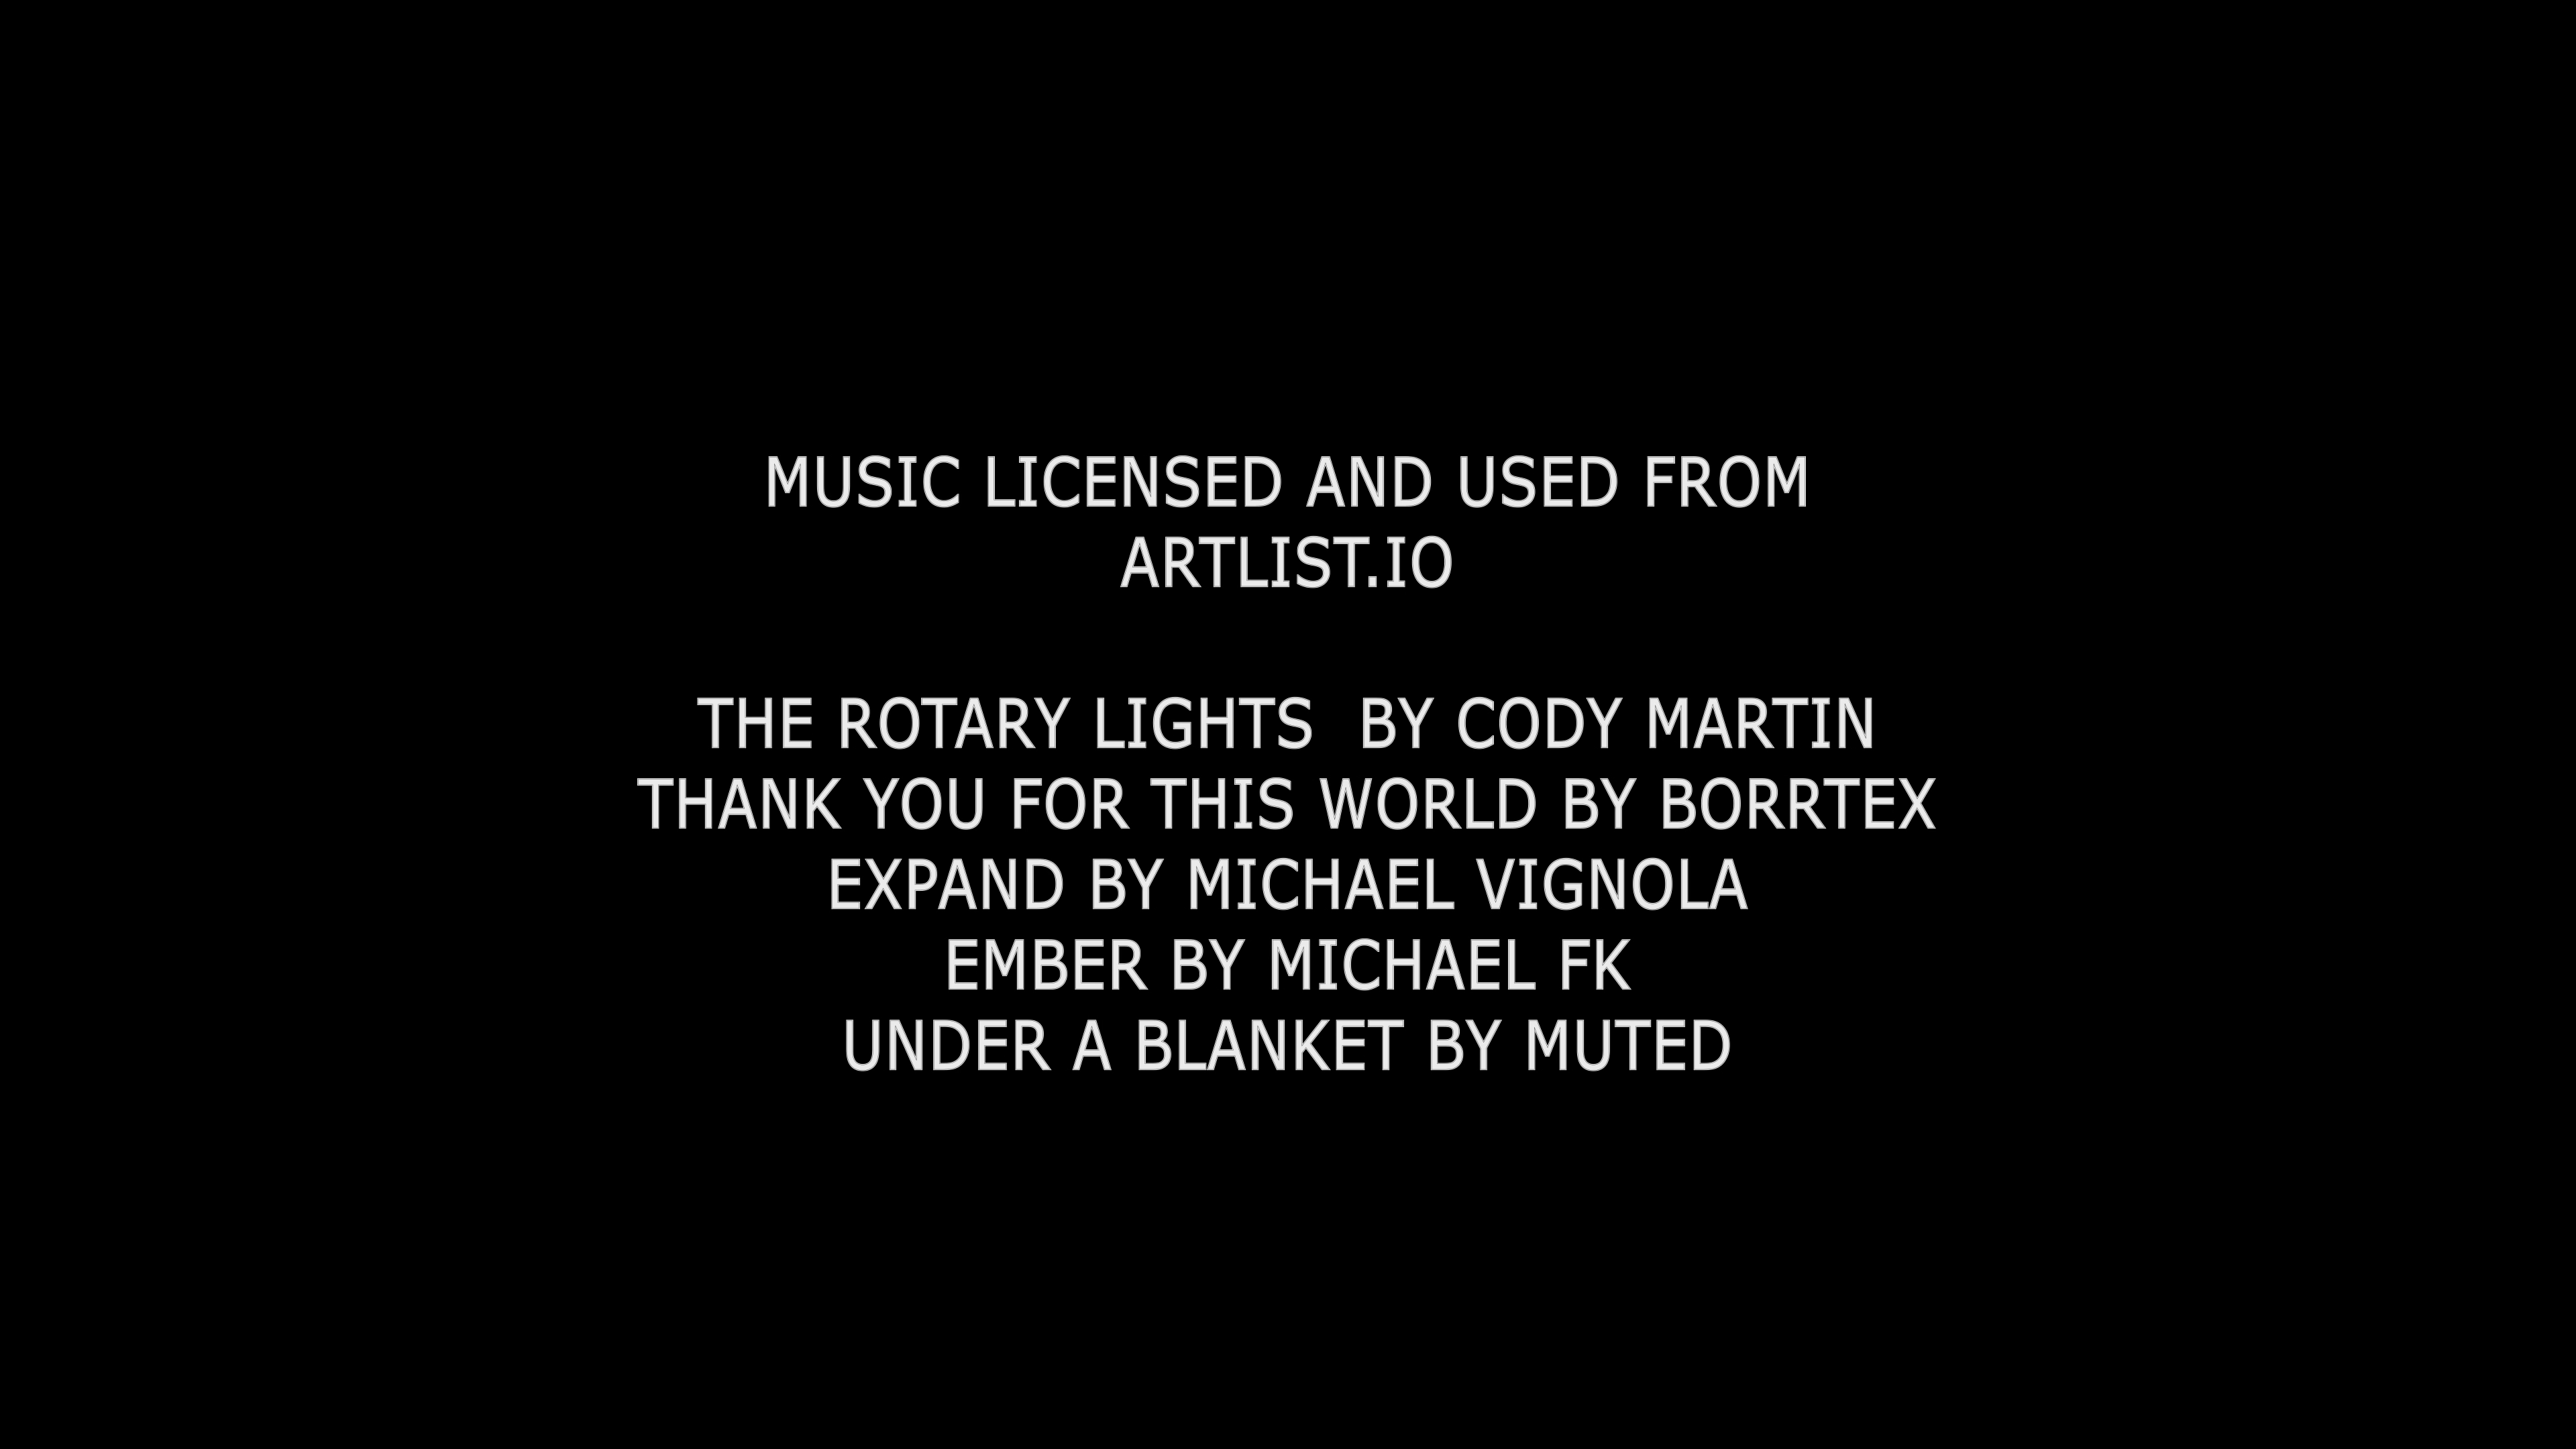 MUSIC LICENSED AND USED FROM
ARTLIST.IO
THE ROTARY LIGHTS  BY CODY MARTIN
THANK YOU FOR THIS WORLD BY BORRTEX
EXPAND BY MICHAEL VIGNOLA
EMBER BY MICHAEL FK
UNDER A BLANKET BY MUTED